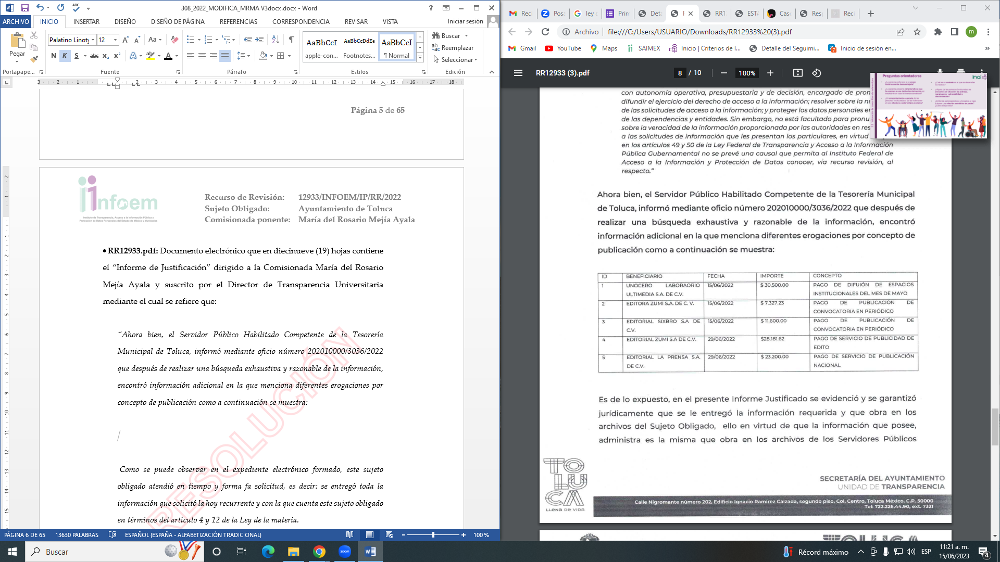 308_2022_MODIFICA_MRMA V3docx.docx - Word
ARCHIVO INICIO INSERTAR DISEÑO DISEÑO DE PÁGINA REFERENCIAS CORRESPONDENCIA REVISAR VISTA Iniciar sesión
Palatino Linoty 12
Pegar
AaBbCcI AaBbCcDdEe AaBbCcI
apple-con... Footnotes... ¶ Normal
Buscar
Reemplazar
Seleccionar
Portapape... Fuente Párrafo Estilos Edición
Página 5 de 65
infoem
Instituto de Transparencia, Acceso a la Información Pública y
Protección de Datos Personales del Estado de México y Municipios
Recurso de Revisión: 12933/INFOEM/IP/RR/2022
Sujeto Obligado: Ayuntamiento de Toluca
Comisionada ponente: María del Rosario Mejía Ayala
• RR12933.pdf: Documento electrónico que en diecinueve (19) hojas contiene
el “Informe de Justificación” dirigido a la Comisionada María del Rosario
Mejía Ayala y suscrito por el Director de Transparencia Universitaria
mediante el cual se refiere que:
“Ahora bien, el Servidor Público Habilitado Competente de la Tesorería
Municipal de Toluca, informó mediante oficio número 202010000/3036/2022
que después de realizar una búsqueda exhaustiva y razonable de la información,
encontró información adicional en la que menciona diferentes erogaciones por
concepto de publicación como a continuación se muestra:
Como se puede observar en el expediente electrónico formado, este sujeto
obligado atendió en tiempo y forma fa solicitud, es decir: se entregó toda la
información que solicitó la hoy recurrente y con la que cuenta este sujeto obligado
en términos del artículo 4 y 12 de la Ley de la materia.
RESOLUCIÓN
PÁGINA 6 DE 65 13630 PALABRAS ESPAÑOL (ESPAÑA - ALFABETIZACIÓN TRADICIONAL) 100 %
Reci Posa ley c Prim Deta RR1 ESTA Casc Resp Reci
Archivo file:///C:/Users/USUARIO/Downloads/RR12933%20(3).pdf
Gmail YouTube Maps SAIMEX Inicio | Criterios de I... Detalle del Seguimi... Inicio de sesión en...
RR12933 (3).pdf 8 / 10 100%
Preguntas orientadoras
inai
con autonomía operativa, presupuestaria y de decisión, encargado de pron
difundir el ejercicio del derecho de acceso a la información; resolver sobre la ne
de las solicitudes de acceso a la información; y proteger los datos personales en
de las dependencias y entidades. Sin embargo, no está facultado para pronu
sobre la veracidad de la información proporcionada por las autoridades en res
a las solicitudes de información que les presentan los particulares, en virtud
en los artículos 49 y 50 de la Ley Federal de Transparencia y Acceso a la Información
Pública Gubernamental no se prevé una causal que permita al Instituto Federal de
Acceso a la Información y Protección de Datos conocer, vía recurso revisión, al
respecto.”
Ahora bien, el Servidor Público Habilitado Competente de la Tesorería Municipal
de Toluca, informó mediante oficio número 202010000/3036/2022 que después de
realizar una búsqueda exhaustiva y razonable de la información, encontró
información adicional en la que menciona diferentes erogaciones por concepto de
publicación como a continuación se muestra:
ID BENEFICIARIO FECHA IMPORTE CONCEPTO
1 UNOCERO LABORAORIO ULTIMEDIA S.A. DE C.V. 15/06/2022 $ 30.500.00 PAGO DE DIFUIÓN DE ESPACIOS INSTITUCIONALES DEL MES DE MAYO
2 EDITORA ZUMI S.A. DE C. V. 15/06/2022 $ 7.327.23 PAGO DE PUBLICACIÓN DE CONVOCATORIA EN PERIÓDICO
3 EDITORIAL SIXBRO S.A DE C.V. 15/06/2022 $ 11.600.00 PAGO DE PUBLICACIÓN DE CONVOCATORIA EN PERIÓDICO
4 EDITORIAL ZUMI S.A DE C.V. 29/06/2022 $28.181.62 PAGO DE SERVICIO DE PUBLICIDAD DE EDITO
5 EDITORIAL LA PRENSA S.A. DE C.V. 29/06/2022 $ 23.200.00 PAGO DE SERVICIO DE PUBLICACIÓN NACIONAL
Es de lo expuesto, en el presente Informe Justificado se evidenció y se garantizó
jurídicamente que se le entregó la información requerida y que obra en los
archivos del Sujeto Obligado, ello en virtud de que la información que posee,
administra es la misma que obra en los archivos de los Servidores Públicos
TOLUCA
LLENA DE VIDA
SECRETARÍA DEL AYUNTAMIENTO
UNIDAD DE TRANSPARENCIA
Calle Nigromante número 202, Edificio Ignacio Ramírez Calzada, segundo piso, Col. Centro, Toluca México. C.P. 50000
Tel: 722.226.44.90, ext. 7321
Buscar
zoom
Récord máximo ESP 11:21 a. m.
15/06/2023
4